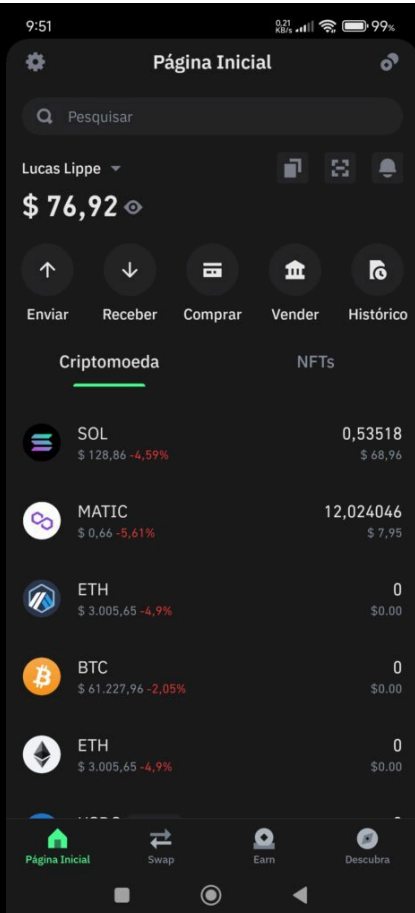 9:51
0,21 KB/s 99%
Página Inicial
Pesquisar
Lucas Lippe
$ 76,92
Enviar Receber Comprar Vender Histórico
Criptomoeda NFTs
SOL 0,53518
$ 128,86 -4,59% $ 68,96
MATIC 12,024046
$ 0,66 -5,61% $ 7,95
ETH 0
$ 3.005,65 -4,9% $0.00
BTC 0
$ 61.227,96 -2,05% $0.00
ETH 0
$ 3.005,65 -4,9% $0.00
Página Inicial Swap Earn Descubra